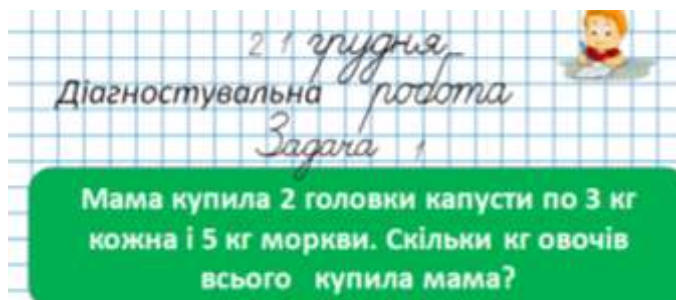 21 грудня
Діагностувальна робота
Задача 1
Мама купила 2 головки капусти по 3 кг
кожна і 5 кг моркви. Скільки кг овочів
всього купила мама?